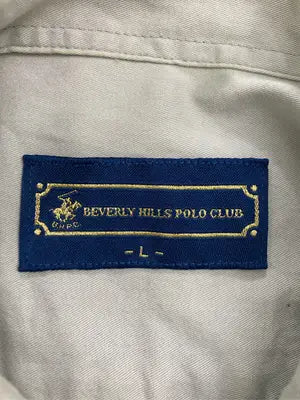 BEVERLY HILLS POLO CLUB
B.H.P.C.
- L -